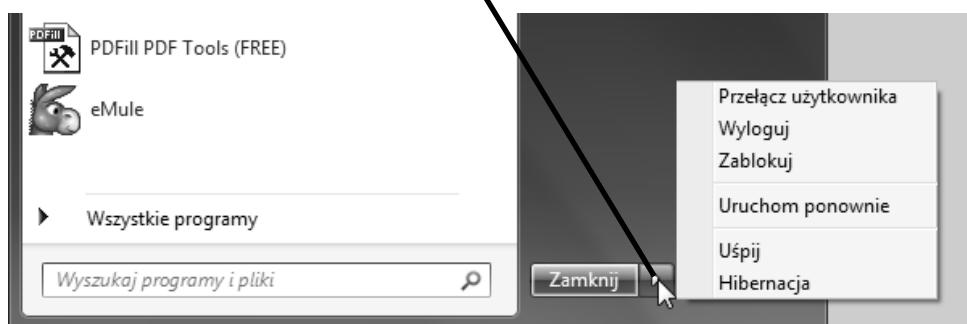 PDFill
PDFill PDF Tools (FREE)
eMule
Wszystkie programy
Wyszukaj programy i pliki
Zamknij
Przełącz użytkownika
Wyloguj
Zablokuj
Uruchom ponownie
Uśpij
Hibernacja